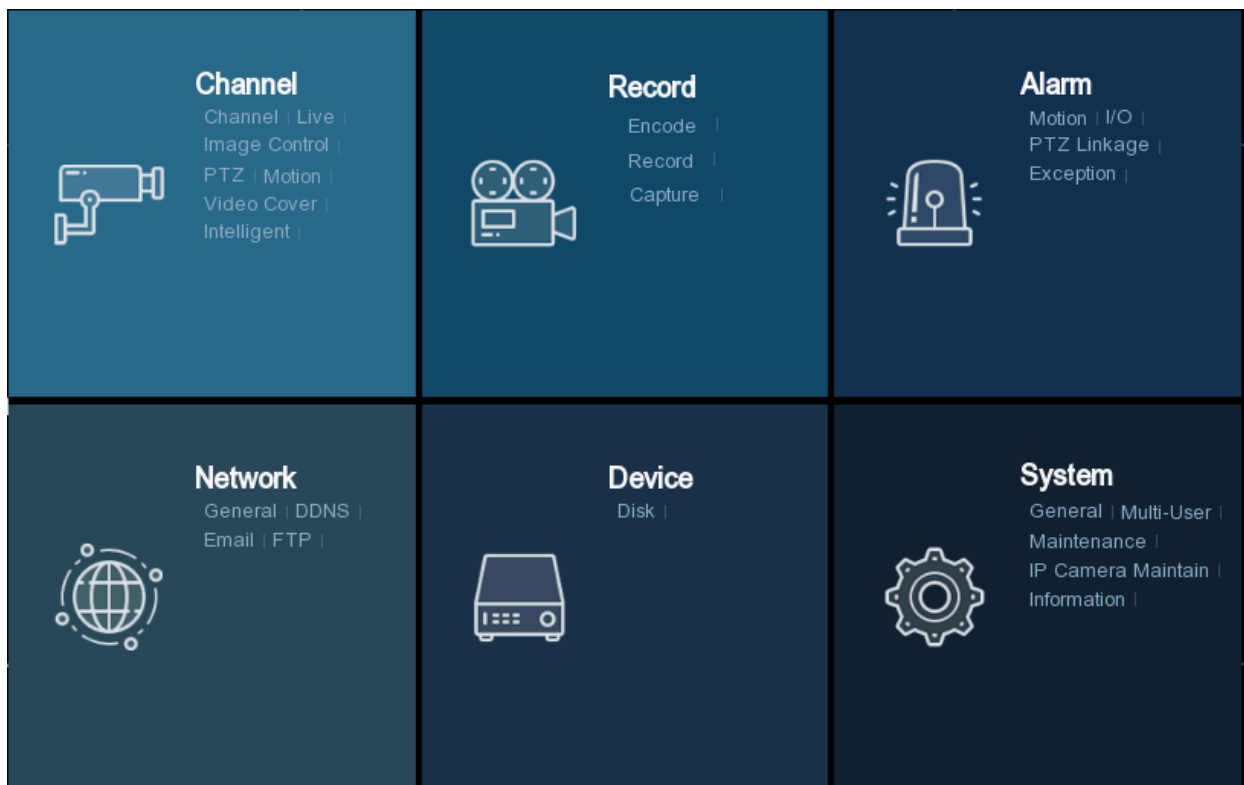 Channel
Channel | Live |
Image Control |
PTZ | Motion |
Video Cover |
Intelligent |
Record
Encode |
Record |
Capture |
Alarm
Motion | I/O |
PTZ Linkage |
Exception |
Network
General | DDNS |
Email | FTP |
Device
Disk |
System
General | Multi-User |
Maintenance |
IP Camera Maintain |
Information |